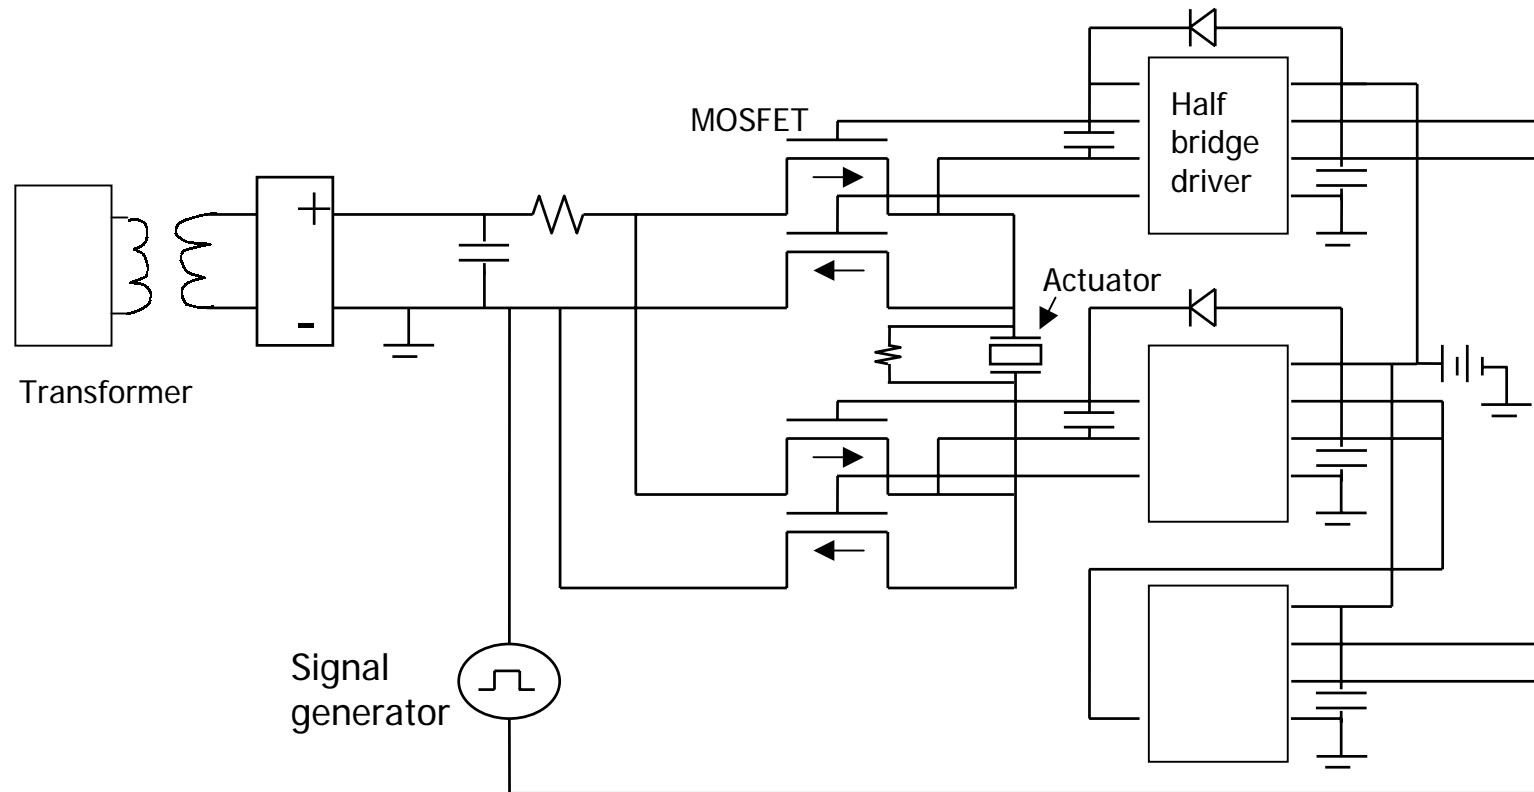 MOSFET
Half
bridge
driver
+
-
Actuator
Transformer
Signal
generator